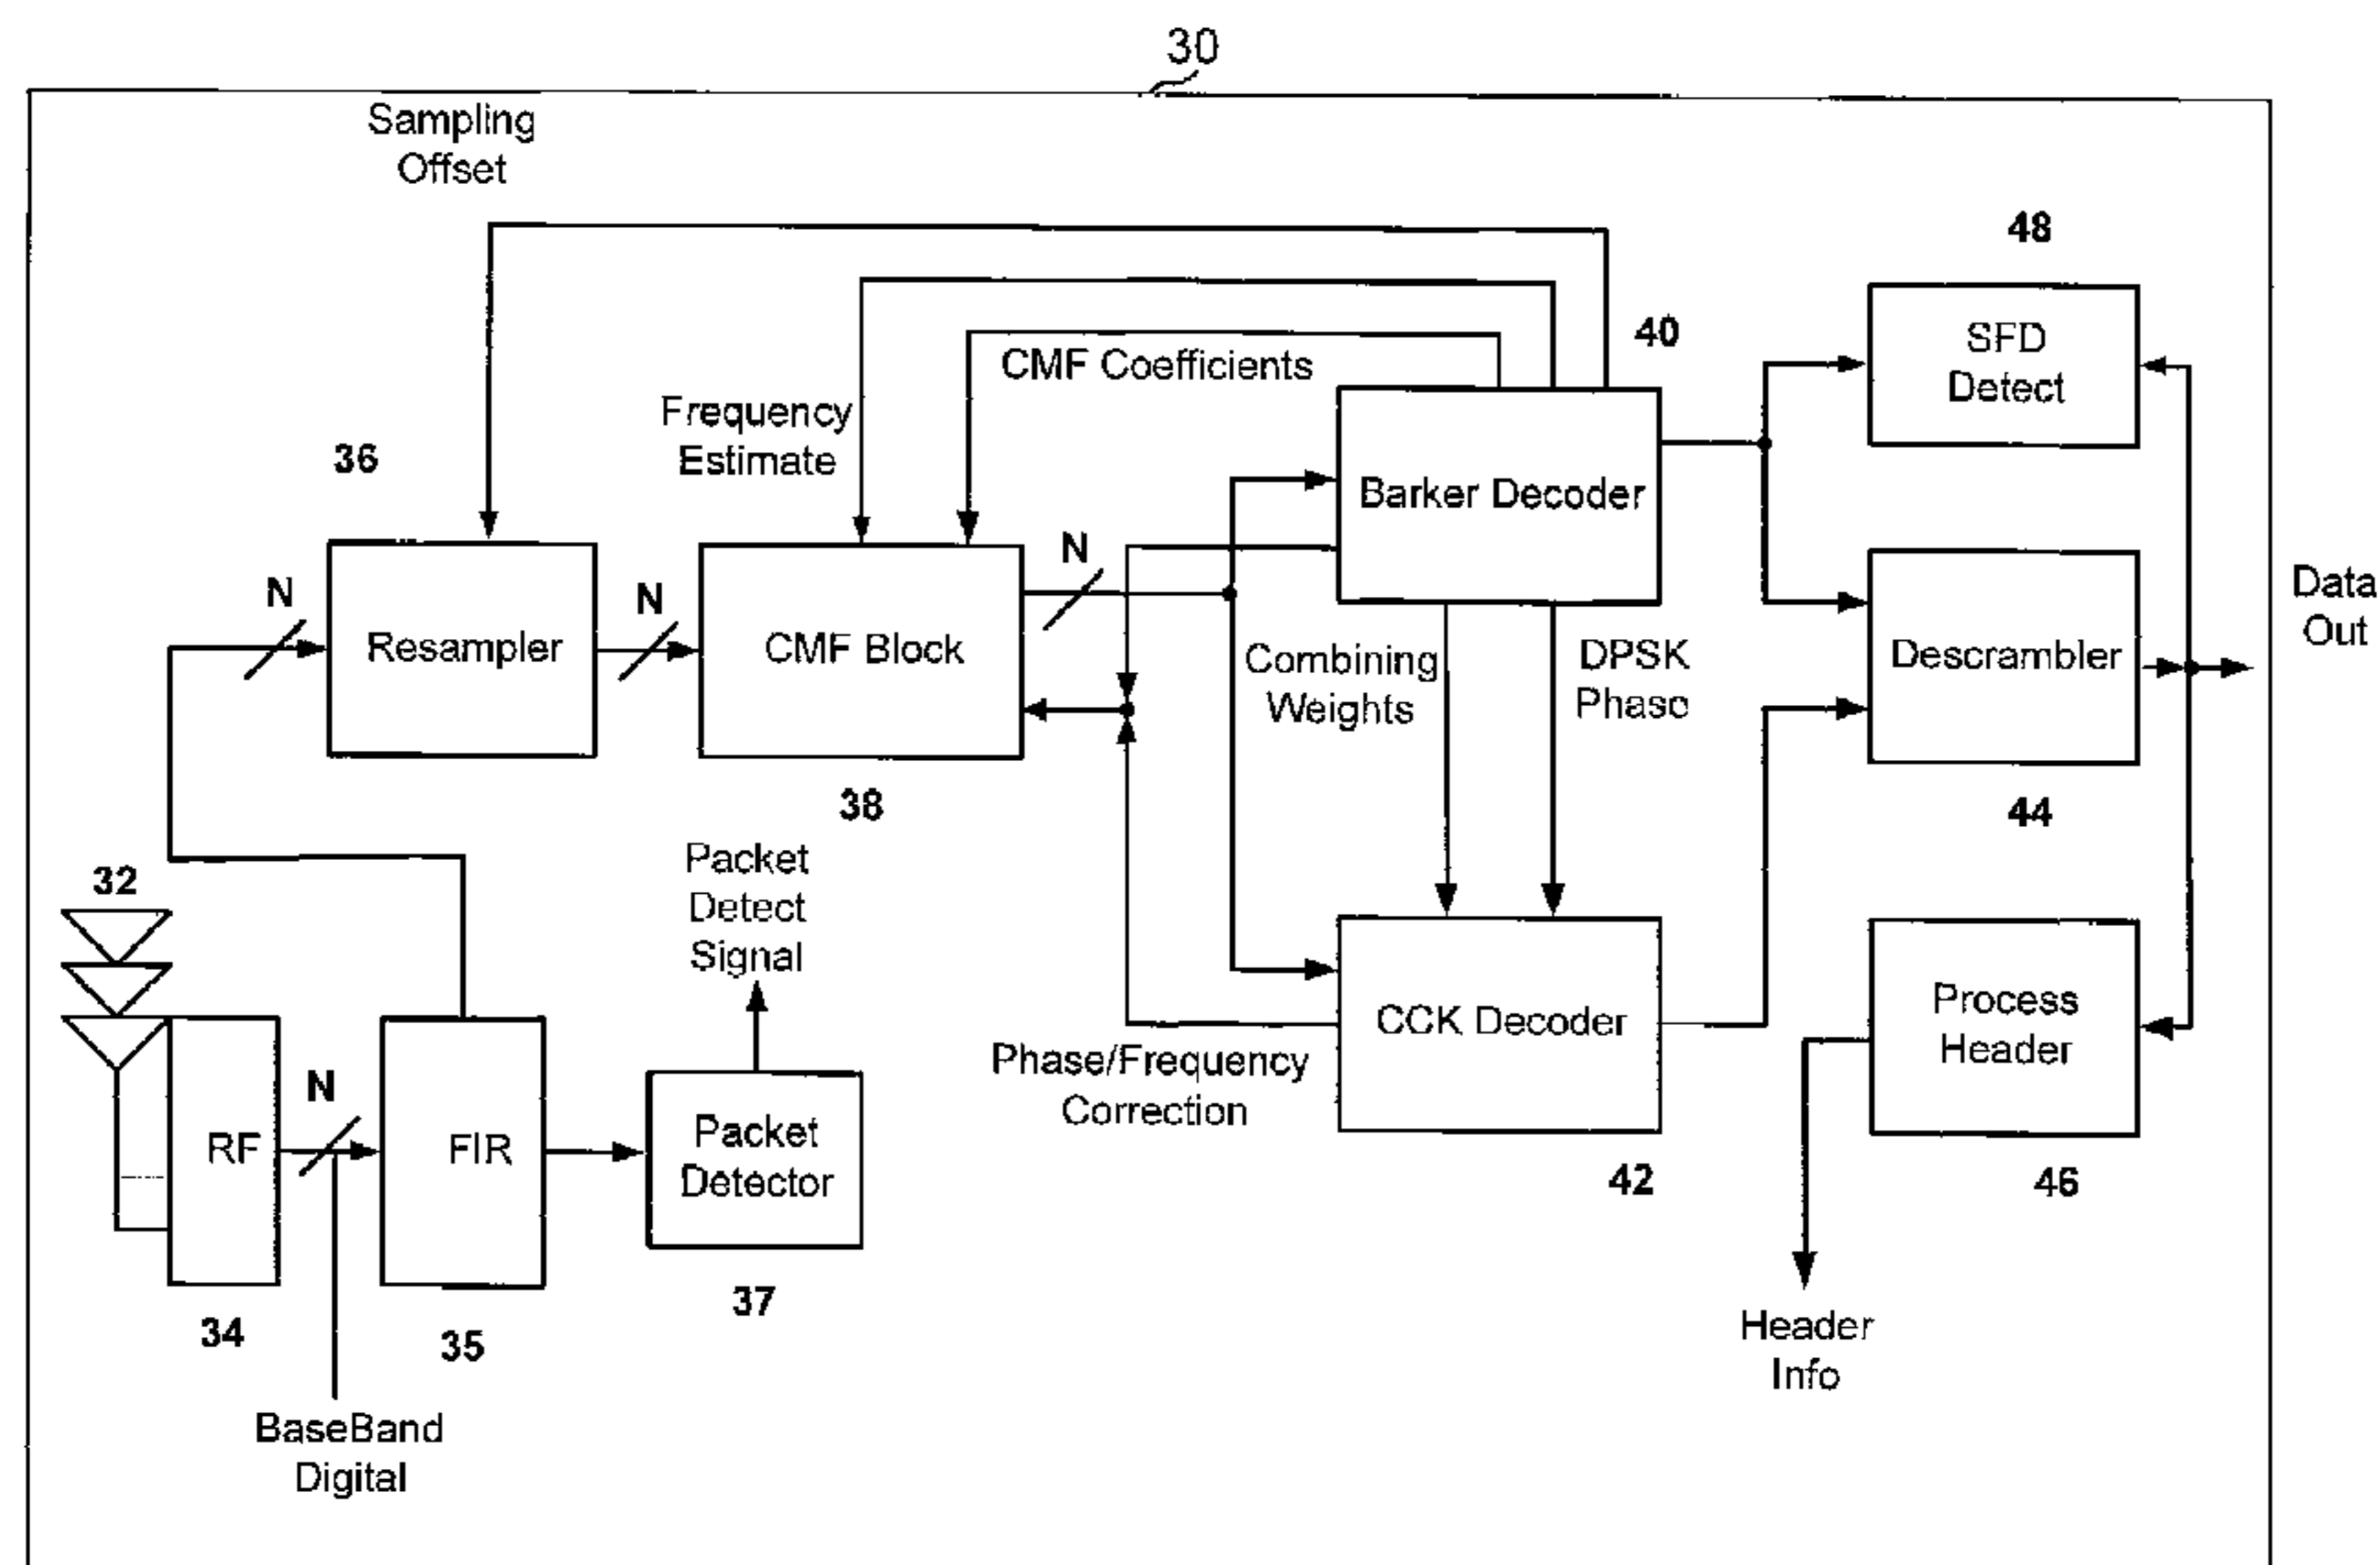 30
Sampling
Offset
48
40
SFD
Detect
CMF Coefficients
Frequency
Estimate
36
Barker Decoder
N
N
N
Resampler
CMF Block
Combining
Weights
DPSK
Phase
Descrambler
Data
Out
38
44
Packet
Detect
Signal
32
Process
Header
CCK Decoder
Phase/Frequency
Correction
N
RF
FIR
Packet
Detector
42
46
37
34
35
Header
Info
BaseBand
Digital